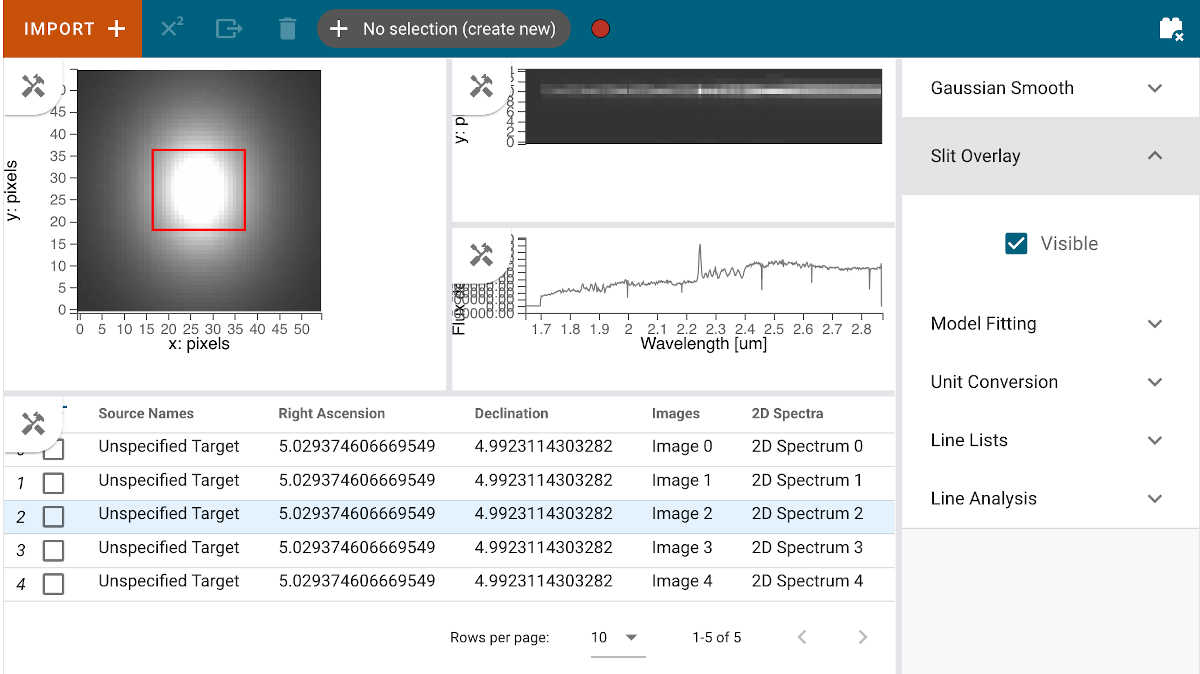 IMPORT
x²
No selection (create new)
Gaussian Smooth
Slit Overlay
Visible
Model Fitting
Unit Conversion
Line Lists
Line Analysis
y: pixels
45
40
35
30
25
20
15
10
5
0
0 5 10 15 20 25 30 35 40 45 50
x: pixels
8
6
4
2
0
1.7 1.8 1.9 2 2.1 2.2 2.3 2.4 2.5 2.6 2.7 2.8
Wavelength [um]
Source Names Right Ascension Declination Images 2D Spectra
Unspecified Target 5.029374606669549 4.9923114303282 Image 0 2D Spectrum 0
1 Unspecified Target 5.029374606669549 4.9923114303282 Image 1 2D Spectrum 1
2 Unspecified Target 5.029374606669549 4.9923114303282 Image 2 2D Spectrum 2
3 Unspecified Target 5.029374606669549 4.9923114303282 Image 3 2D Spectrum 3
4 Unspecified Target 5.029374606669549 4.9923114303282 Image 4 2D Spectrum 4
Rows per page: 10 1-5 of 5